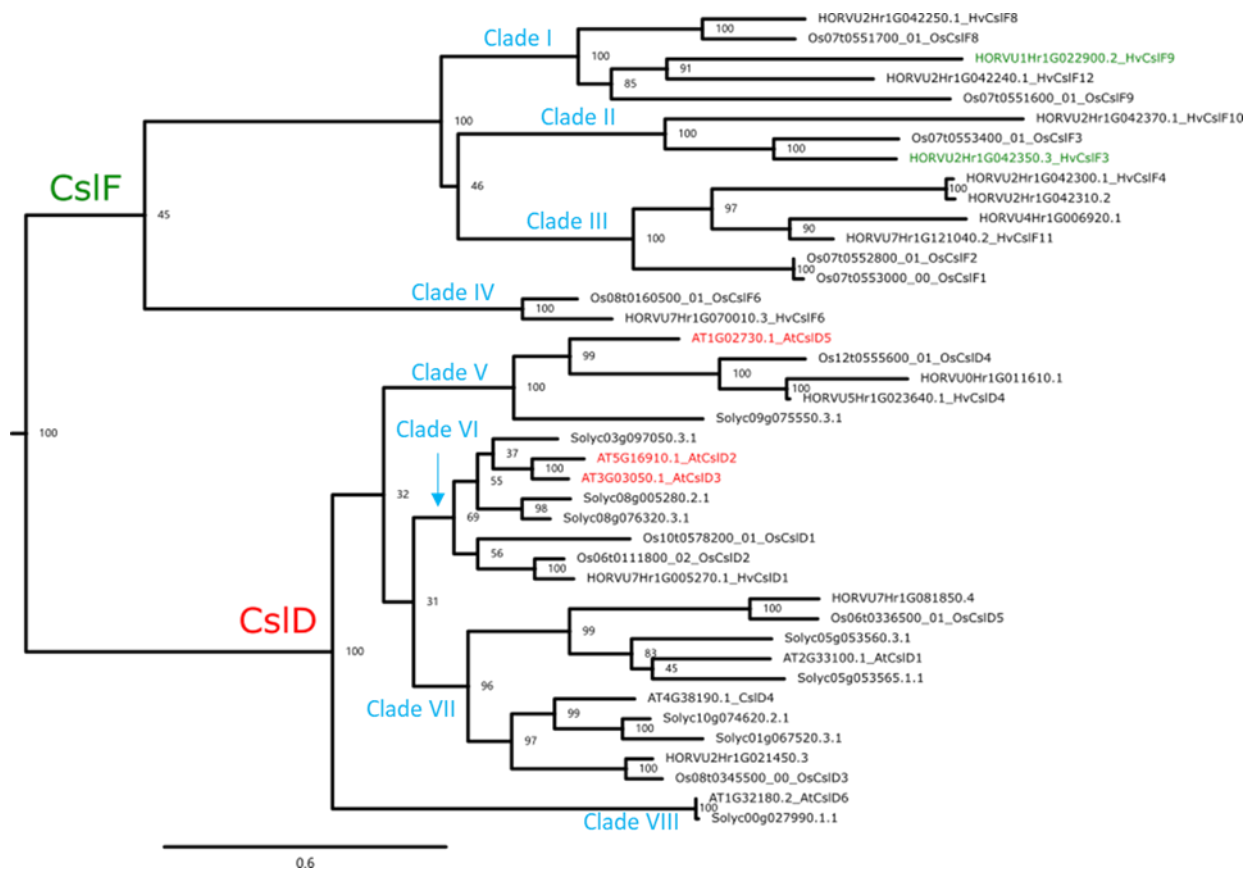 HORVU2Hr1G042250.1_HvCslF8
Clade I
100
Os07t0551700_01_OsCslF8
100
HORVU1Hr1G022900.2_HvCslF9
91
HORVU2Hr1G042240.1_HvCslF12
85
Os07t0551600_01_OsCslF9
Clade II
HORVU2Hr1G042370.1_HvCslF10
100
100
Os07t0553400_01_OsCslF3
100
HORVU2Hr1G042350.3_HvCslF3
HORVU2Hr1G042300.1_HvCslF4
CslF
46
100
HORVU2Hr1G042310.2
97
45
Clade III
HORVU4Hr1G006920.1
90
100
HORVU7Hr1G121040.2_HvCslF11
Os07t0552800_01_OsCslF2
100
Os07t0553000_00_OsCslF1
Clade IV
Os08t0160500_01_OsCslF6
100
HORVU7Hr1G070010.3_HvCslF6
AT1G02730.1_AtCslD5
99
Os12t0555600_01_OsCslD4
Clade V
100
HORVU0Hr1G011610.1
100
100
HORVU5Hr1G023640.1_HvCslD4
Solyc09g075550.3.1
100
Clade VI
Solyc03g097050.3.1
37
AT5G16910.1_AtCslD2
100
55
AT3G03050.1_AtCslD3
32
Solyc08g005280.2.1
98
69
Solyc08g076320.3.1
Os10t0578200_01_OsCslD1
56
Os06t0111800_02_OsCslD2
100
HORVU7Hr1G005270.1_HvCslD1
31
HORVU7Hr1G081850.4
CslD
100
Os06t0336500_01_OsCslD5
99
Solyc05g053560.3.1
100
83
AT2G33100.1_AtCslD1
45
96
Solyc05g053565.1.1
Clade VII
AT4G38190.1_CslD4
99
Solyc10g074620.2.1
100
97
Solyc01g067520.3.1
HORVU2Hr1G021450.3
100
Os08t0345500_00_OsCslD3
AT1G32180.2_AtCslD6
100
Clade VIII
Solyc00g027990.1.1
0.6